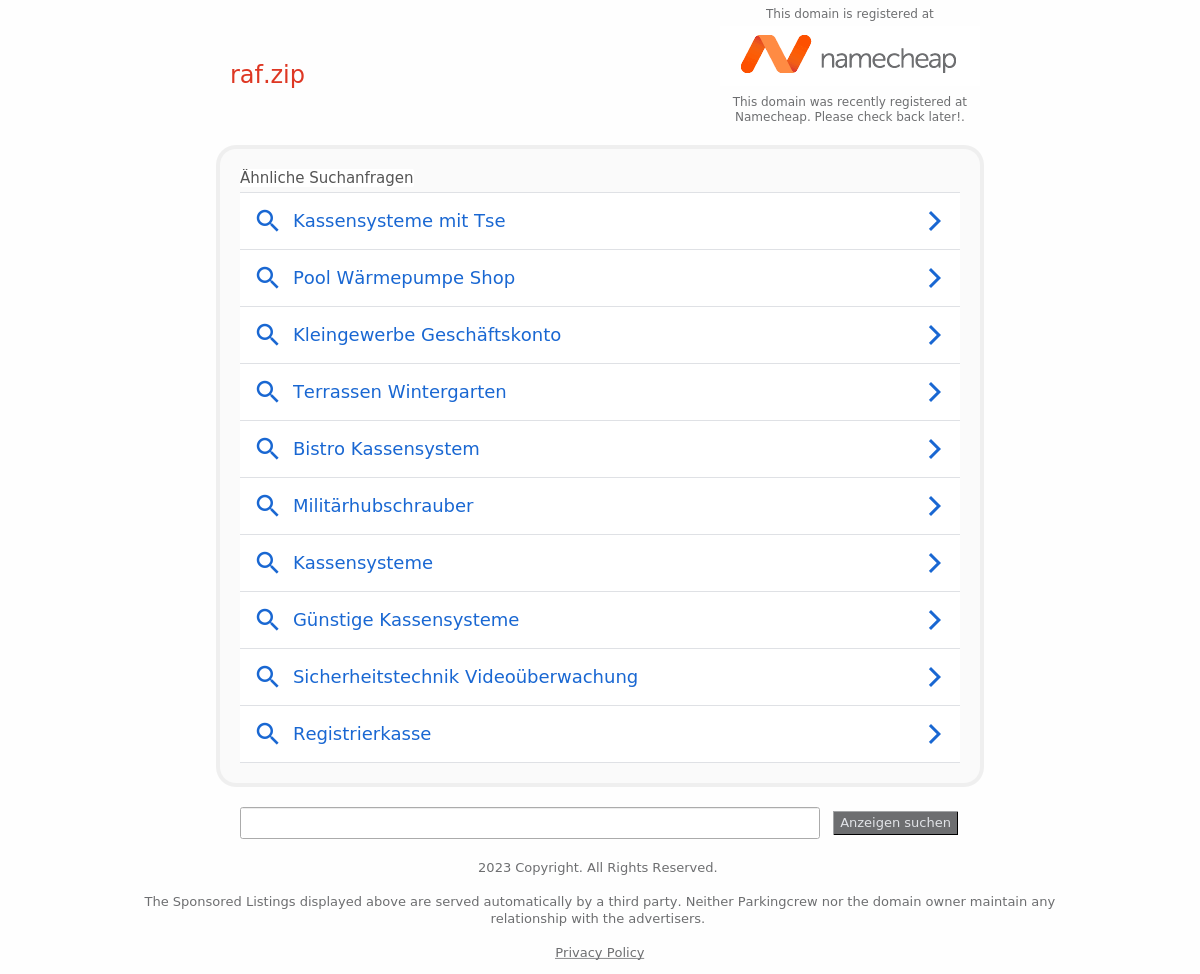 This domain is registered at
namecheap
raf.zip
This domain was recently registered at
Namecheap. Please check back later!.
Ähnliche Suchanfragen
Kassensysteme mit Tse
Pool Wärmepumpe Shop
Kleingewerbe Geschäftskonto
Terrassen Wintergarten
Bistro Kassensystem
Militärhubschrauber
Kassensysteme
Günstige Kassensysteme
Sicherheitstechnik Videoüberwachung
Registrierkasse
Anzeigen suchen
2023 Copyright. All Rights Reserved.
The Sponsored Listings displayed above are served automatically by a third party. Neither Parkingcrew nor the domain owner maintain any
relationship with the advertisers.
Privacy Policy